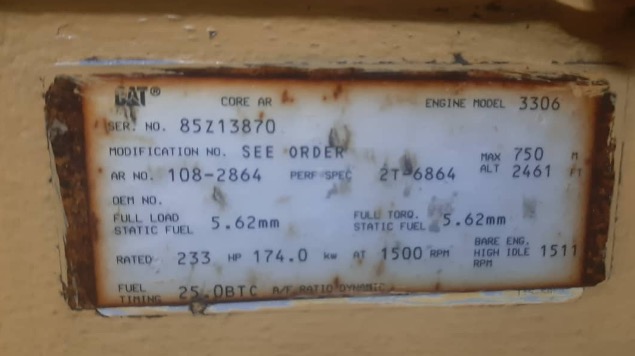 CAT® CORE AR ENGINE MODEL 3306
SER. NO. 85Z13870
MODIFICATION NO. SEE ORDER MAX ALT 750 M
AR NO. 108-2864 PERF SPEC 2T-6864 2461 FT
OEM NO.
FULL LOAD STATIC FUEL 5.62mm FULL TORQ. STATIC FUEL 5.62mm
RATED 233 HP 174.0 kw AT 1500 RPM BARE ENG. HIGH IDLE RPM 1511
FUEL TIMING 25.0BTC A/F RATIO DYNAMIC